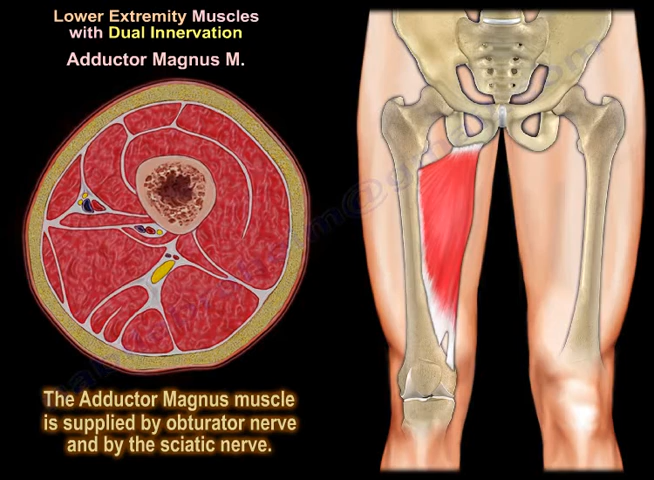 Lower Extremity Muscles
with Dual Innervation
Adductor Magnus M.
The Adductor Magnus muscle
is supplied by obturator nerve
and by the sciatic nerve.